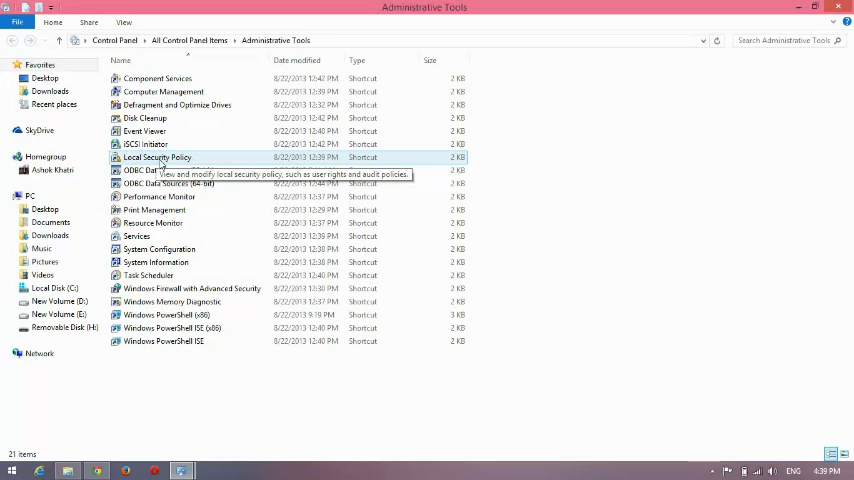 Administrative Tools
File Home Share View
Control Panel All Control Panel Items Administrative Tools Search Administrative Tools
Name Date modified Type Size
Favorites
Desktop
Downloads
Recent places
SkyDrive
Homegroup
Ashok Khatri
PC
Desktop
Documents
Downloads
Music
Pictures
Videos
Local Disk (C:)
New Volume (D:)
New Volume (E:)
Removable Disk (H:)
Network
Component Services 8/22/2013 12:42 PM Shortcut 2 KB
Computer Management 8/22/2013 12:39 PM Shortcut 2 KB
Defragment and Optimize Drives 8/22/2013 12:32 PM Shortcut 2 KB
Disk Cleanup 8/22/2013 12:42 PM Shortcut 2 KB
Event Viewer 8/22/2013 12:40 PM Shortcut 2 KB
iSCSI Initiator 8/22/2013 12:42 PM Shortcut 2 KB
Local Security Policy 8/22/2013 12:39 PM Shortcut 2 KB
ODBC Dat
View and modify local security policy, such as user rights and audit policies.
ODBC Data Sources (64-bit) 8/22/2013 12:42 PM Shortcut 2 KB
Performance Monitor 8/22/2013 12:37 PM Shortcut 2 KB
Print Management 8/22/2013 12:40 PM Shortcut 2 KB
Resource Monitor 8/22/2013 12:37 PM Shortcut 2 KB
Services 8/22/2013 12:39 PM Shortcut 2 KB
System Configuration 8/22/2013 12:38 PM Shortcut 2 KB
System Information 8/22/2013 12:38 PM Shortcut 2 KB
Task Scheduler 8/22/2013 12:40 PM Shortcut 2 KB
Windows Firewall with Advanced Security 8/22/2013 12:30 PM Shortcut 2 KB
Windows Memory Diagnostic 8/22/2013 12:37 PM Shortcut 2 KB
Windows PowerShell (x86) 8/22/2013 9:19 PM Shortcut 3 KB
Windows PowerShell ISE (x86) 8/22/2013 12:40 PM Shortcut 2 KB
Windows PowerShell ISE 8/22/2013 12:40 PM Shortcut 2 KB
21 items
ENG 4:39 PM